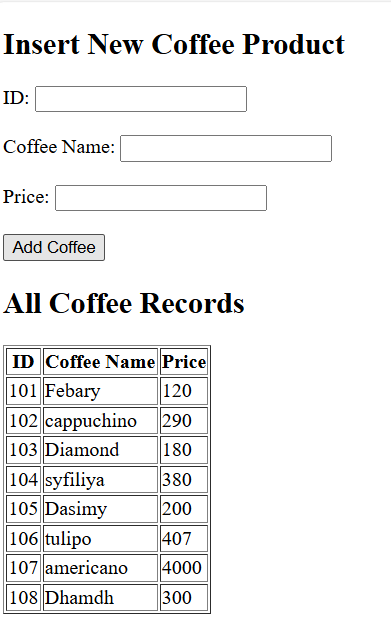 Insert New Coffee Product
ID:
Coffee Name:
Price:
Add Coffee
All Coffee Records
ID Coffee Name Price
101 Febary 120
102 cappuchino 290
103 Diamond 180
104 syfiliya 380
105 Dasimy 200
106 tulipo 407
107 americano 4000
108 Dhamdh 300